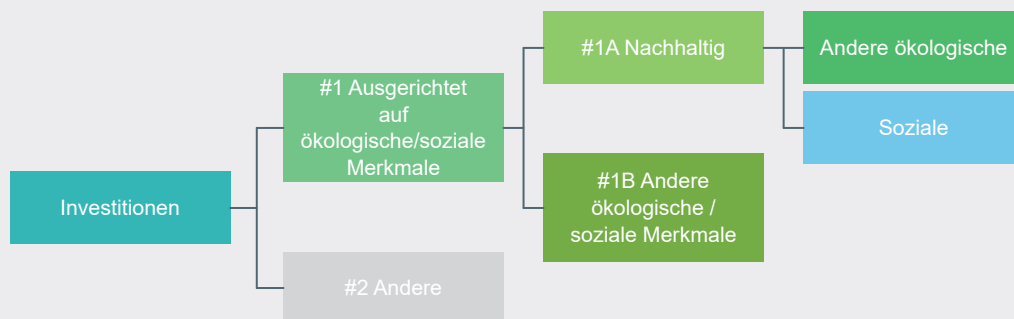 Investitionen
#1 Ausgerichtet
auf
ökologische/soziale
Merkmale
#2 Andere
#1A Nachhaltig
#1B Andere
ökologische /
soziale Merkmale
Andere ökologische
Soziale